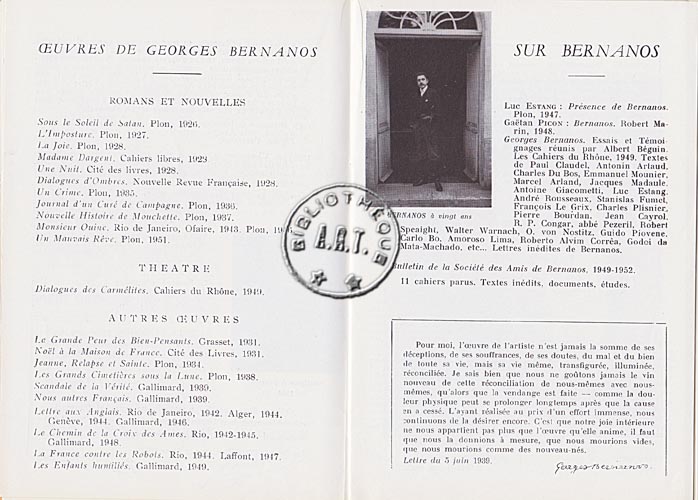 ŒUVRES DE GEORGES BERNANOS
ROMANS ET NOUVELLES
Sous le Soleil de Satan. Plon, 1926.
L'Imposture. Plon, 1927.
La Joie. Plon, 1928.
Madame Dargent. Cahiers libres, 1929
Une Nuit. Cité des livres, 1928.
Dialogues d'Ombres. Nouvelle Revue Française, 1928.
Un Crime. Plon, 1935.
Journal d'un Curé de Campagne. Plon, 1936.
Nouvelle Histoire de Mouchette. Plon, 1937.
Monsieur Ouine. Rio de Janeiro, Ofaire, 1943. Plon,
Un Mauvais Rêve. Plon, 1951.
THEATRE
Dialogues des Carmélites. Cahiers du Rhône, 1949.
AUTRES ŒUVRES
La Grande Peur des Bien-Pensants. Grasset, 1931.
Noël à la Maison de France. Cité des Livres, 1931.
Jeanne, Relapse et Sainte. Plon, 1934.
Les Grands Cimetières sous la Lune. Plon, 1938.
Scandale de la Vérité. Gallimard, 1939.
Nous autres Français. Gallimard, 1939.
Lettre aux Anglais. Rio de Janeiro, 1942. Alger, 1944.
Genève, 1944. Gallimard, 1946.
Le Chemin de la Croix des Ames. Rio, 1942-1945.
Gallimard, 1948.
La France contre les Robots. Rio, 1944. Laffont, 1947.
Les Enfants humiliés. Gallimard, 1949.
BIBLIOTHEQUE
A.R.T.
SUR BERNANOS
BERNANOS à vingt ans
Luc Estang : Présence de Bernanos.
Plon, 1947.
Gaëtan Picon : Bernanos. Robert Ma-
rin, 1948.
Georges Bernanos. Essais et Témoi-
gnages réunis par Albert Béguin.
Les Cahiers du Rhône, 1949. Textes
de Paul Claudel, Antonin Artaud,
Charles Du Bos, Emmanuel Mounier,
Marcel Arland, Jacques Madaule,
Antoine Giacometti, Luc Estang,
André Rousseaux, Stanislas Fumet,
François Le Grix, Charles Plisnier,
Pierre Bourdan, Jean Cayrol,
R. P. Congar, abbé Pezeril, Robert
Speaight, Walter Warnach, O. von Nostitz, Guido Piovene,
Carlo Bo, Amoroso Lima, Roberto Alvim Corrêa, Godoi da
Mata-Machado, etc... Lettres inédites de Bernanos.
Bulletin de la Société des Amis de Bernanos, 1949-1952.
11 cahiers parus. Textes inédits, documents, études.
Pour moi, l'œuvre de l'artiste n'est jamais la somme de ses
déceptions, de ses souffrances, de ses doutes, du mal et du bien
de toute sa vie, mais sa vie même, transfigurée, illuminée,
réconciliée. Je sais bien que nous ne goûtons jamais le vin
nouveau de cette réconciliation de nous-mêmes avec nous-
mêmes, qu'alors que la vendange est faite — comme la dou-
leur physique peut se prolonger longtemps après que la cause
en a cessé. L'ayant réalisée au prix d'un effort immense, nous
continuons de la désirer encore. C'est que notre joie intérieure
ne nous appartient pas plus que l'œuvre qu'elle anime, il faut
que nous la donnions à mesure, que nous mourions vides,
que nous mourions comme des nouveau-nés.
Lettre du 5 juin 1939.
Georges Bernanos